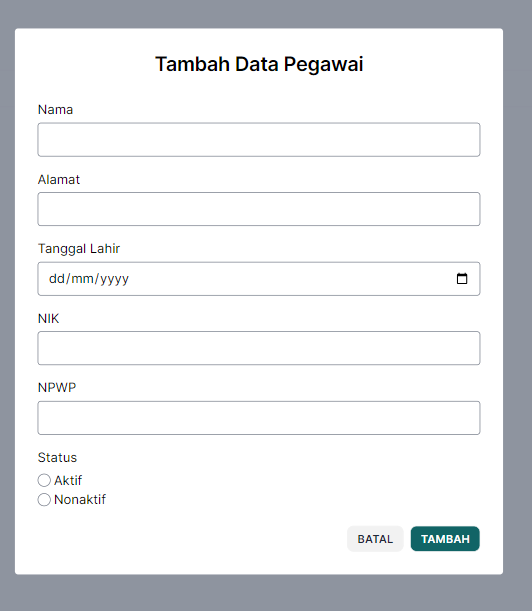 Tambah Data Pegawai
Nama
Alamat
Tanggal Lahir
dd/mm/yyyy
NIK
NPWP
Status
Aktif
Nonaktif
BATAL TAMBAH